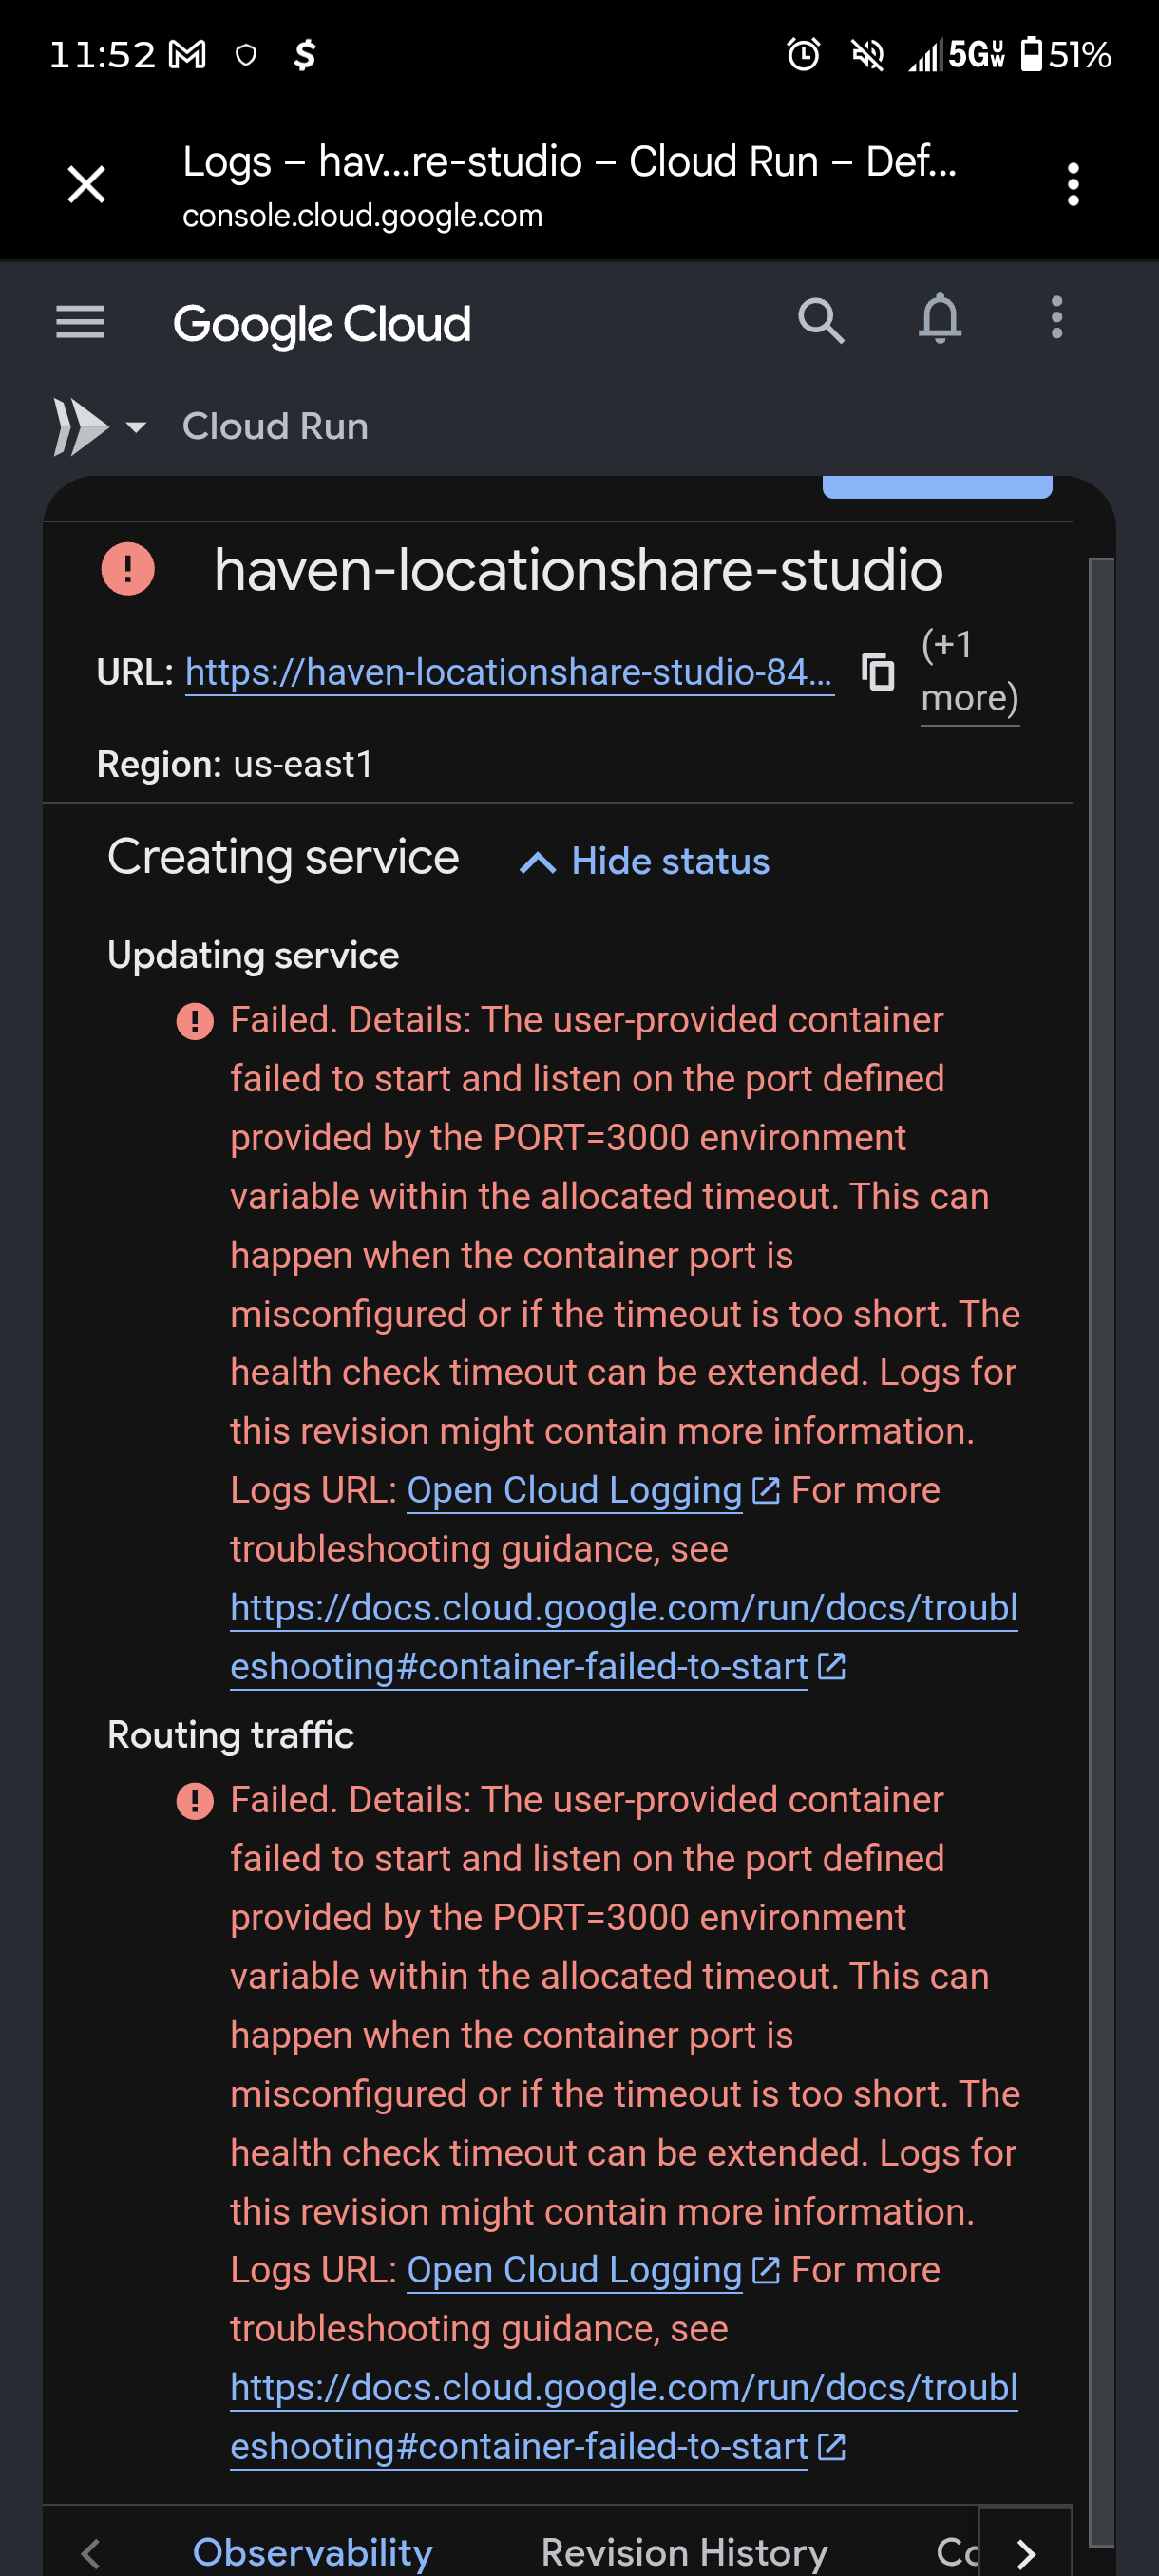 11:52 $ 5G UW 51%
Logs – hav...re-studio – Cloud Run – Def...
console.cloud.google.com
Google Cloud
Cloud Run
haven-locationshare-studio
URL: https://haven-locationshare-studio-84... (+1 more)
Region: us-east1
Creating service Hide status
Updating service
Failed. Details: The user-provided container
failed to start and listen on the port defined
provided by the PORT=3000 environment
variable within the allocated timeout. This can
happen when the container port is
misconfigured or if the timeout is too short. The
health check timeout can be extended. Logs for
this revision might contain more information.
Logs URL: Open Cloud Logging For more
troubleshooting guidance, see
https://docs.cloud.google.com/run/docs/troubl
eshooting#container-failed-to-start
Routing traffic
Failed. Details: The user-provided container
failed to start and listen on the port defined
provided by the PORT=3000 environment
variable within the allocated timeout. This can
happen when the container port is
misconfigured or if the timeout is too short. The
health check timeout can be extended. Logs for
this revision might contain more information.
Logs URL: Open Cloud Logging For more
troubleshooting guidance, see
https://docs.cloud.google.com/run/docs/troubl
eshooting#container-failed-to-start
Observability Revision History